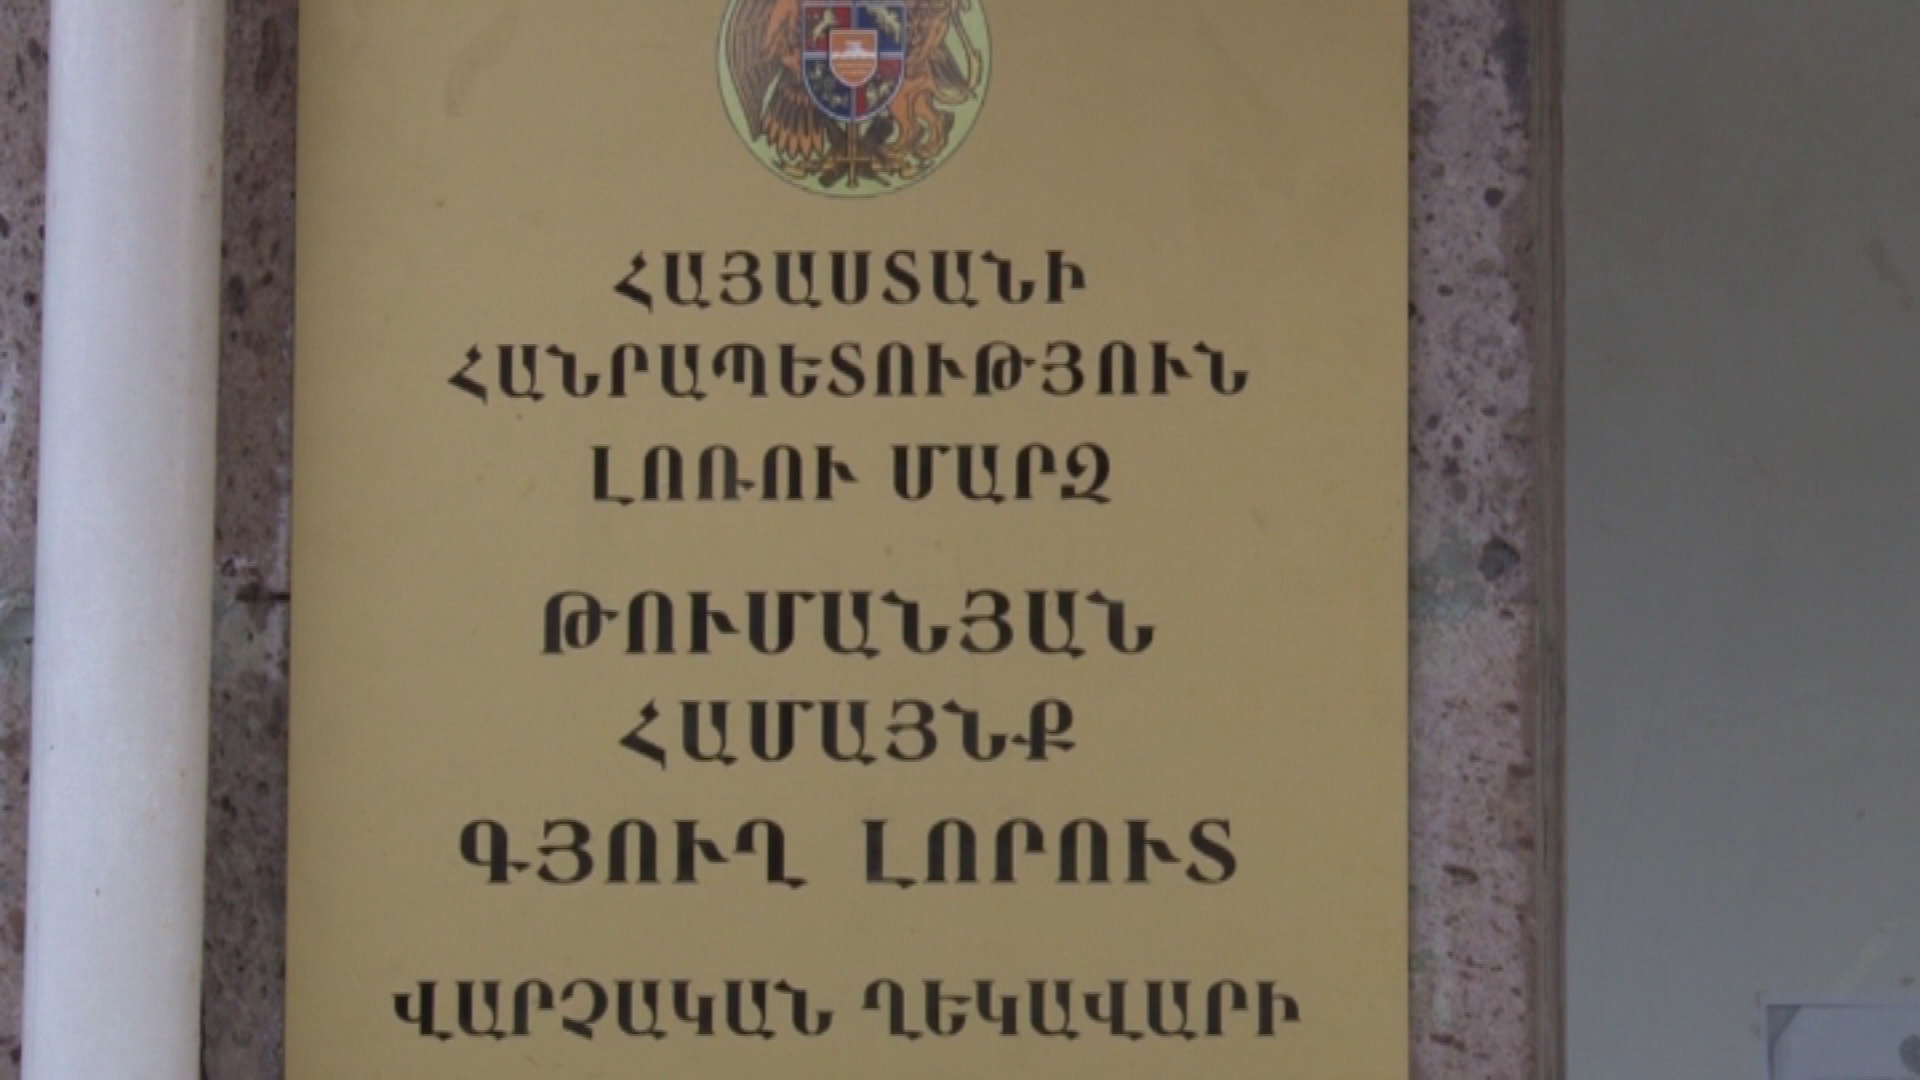 ՀԱՅԱՍՏԱՆԻ
ՀԱՆՐԱՊԵՏՈՒԹՅՈՒՆ
ԼՈՌՈՒ ՄԱՐԶ
ԹՈՒՄԱՆՅԱՆ
ՀԱՄԱՅՆՔ
ԳՅՈՒՂ ԼՈՐՈՒՏ
ՎԱՐՉԱԿԱՆ ՂԵԿԱՎԱՐԻ